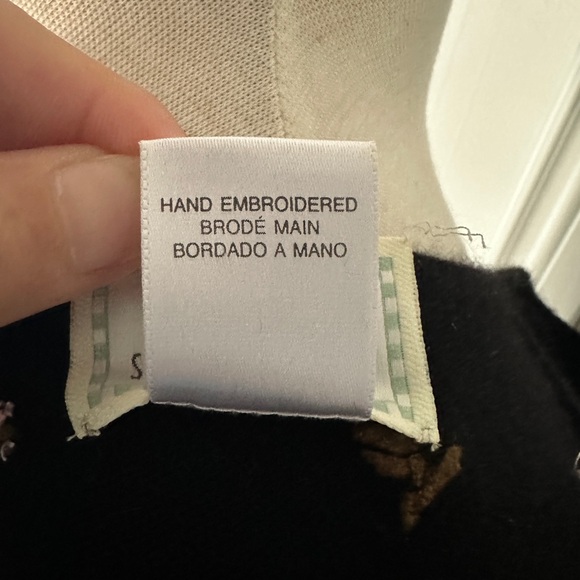 HAND EMBROIDERED
BRODÉ MAIN
BORDADO A MANO
S